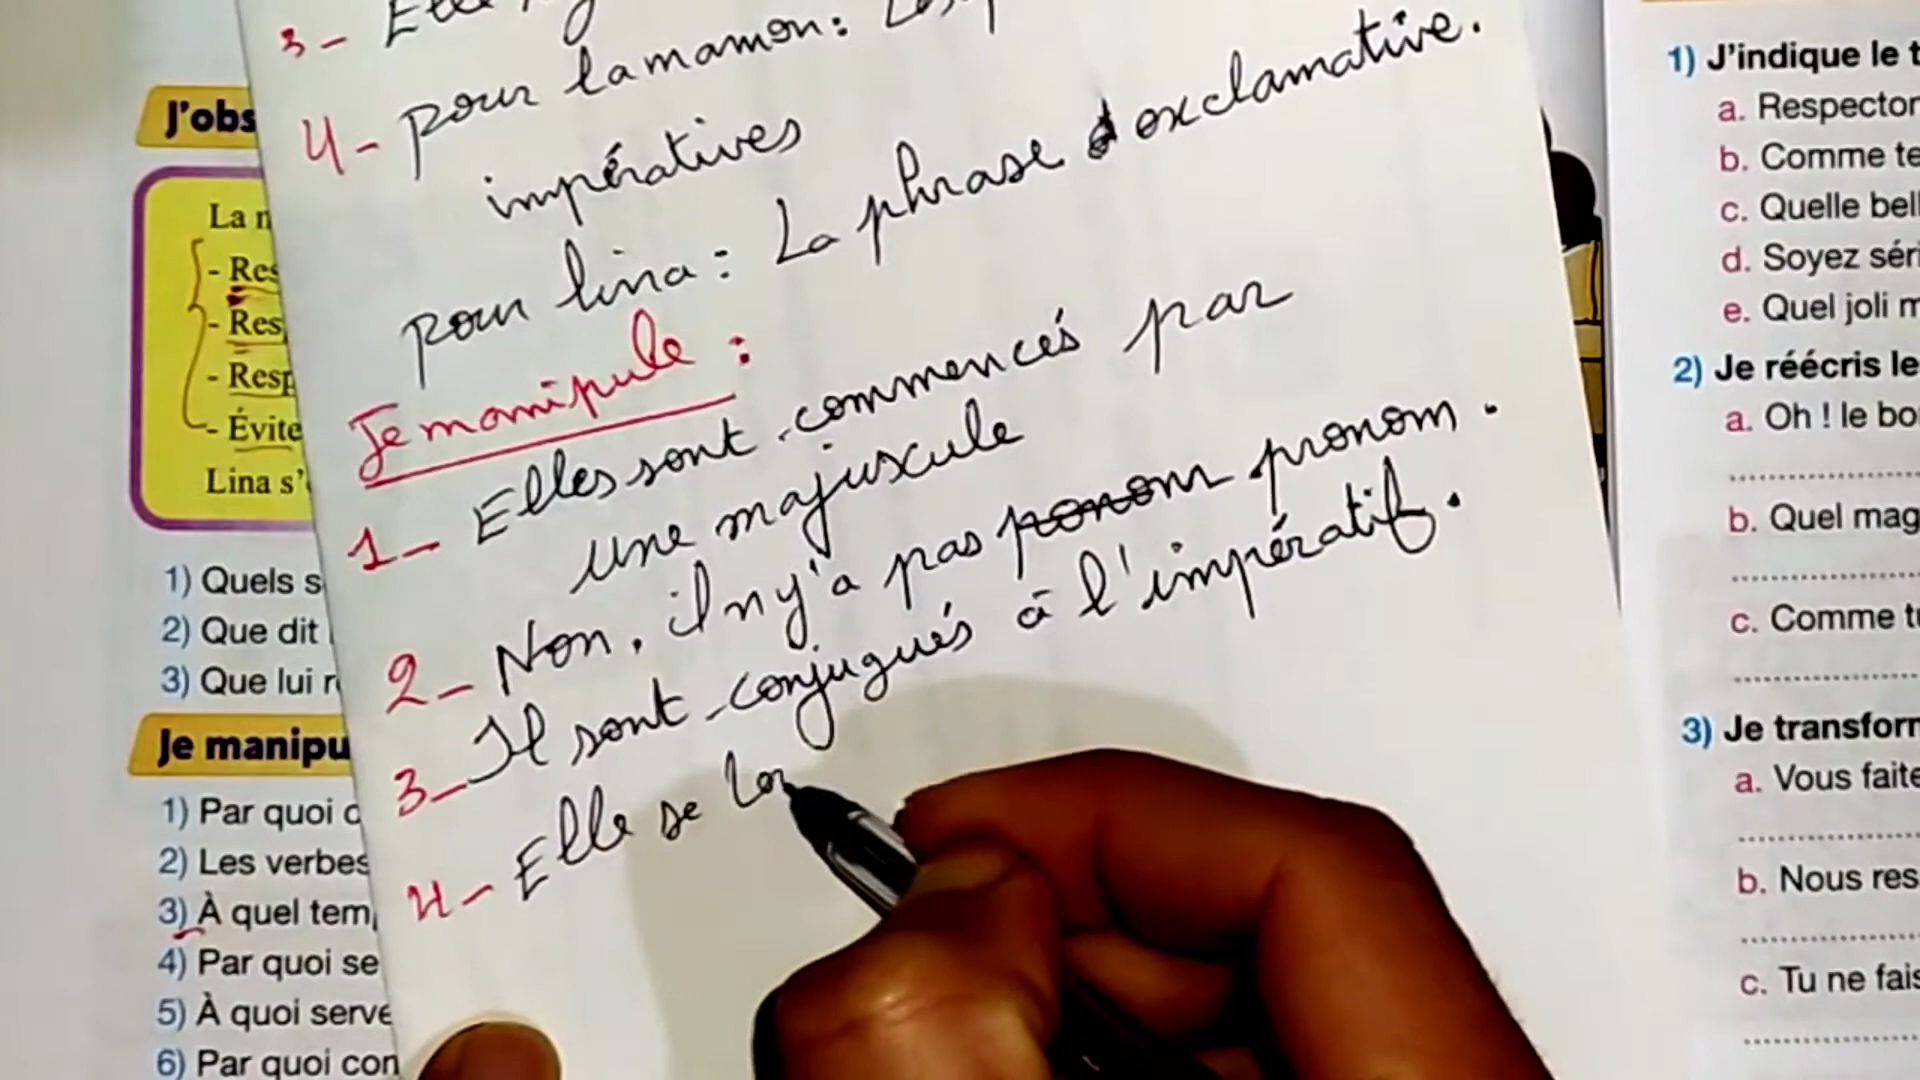 3- Elle
4- pour lamamon:
impératives
pour lina: La phrase exclamative.
Je manipule:
1- Elles sont commencés par
une majuscule
2- Non, il n y'a pas ponom pronom.
3- Il sont conjugués à l'impératif.
4- Elle se
J'obs
La
- Res
- Res
- Resp
- Évite
Lina s'
1) Quels s
2) Que dit
3) Que lui
Je manipu
1) Par quoi
2) Les verbes
3) À quel tem
4) Par quoi se
5) À quoi serve
6) Par quoi con
1) J'indique le t
a. Respecton
b. Comme te
c. Quelle bell
d. Soyez séri
e. Quel joli m
2) Je réécris le
a. Oh ! le bo
b. Quel mag
c. Comme tu
3) Je transform
a. Vous faite
b. Nous res
c. Tu ne fais